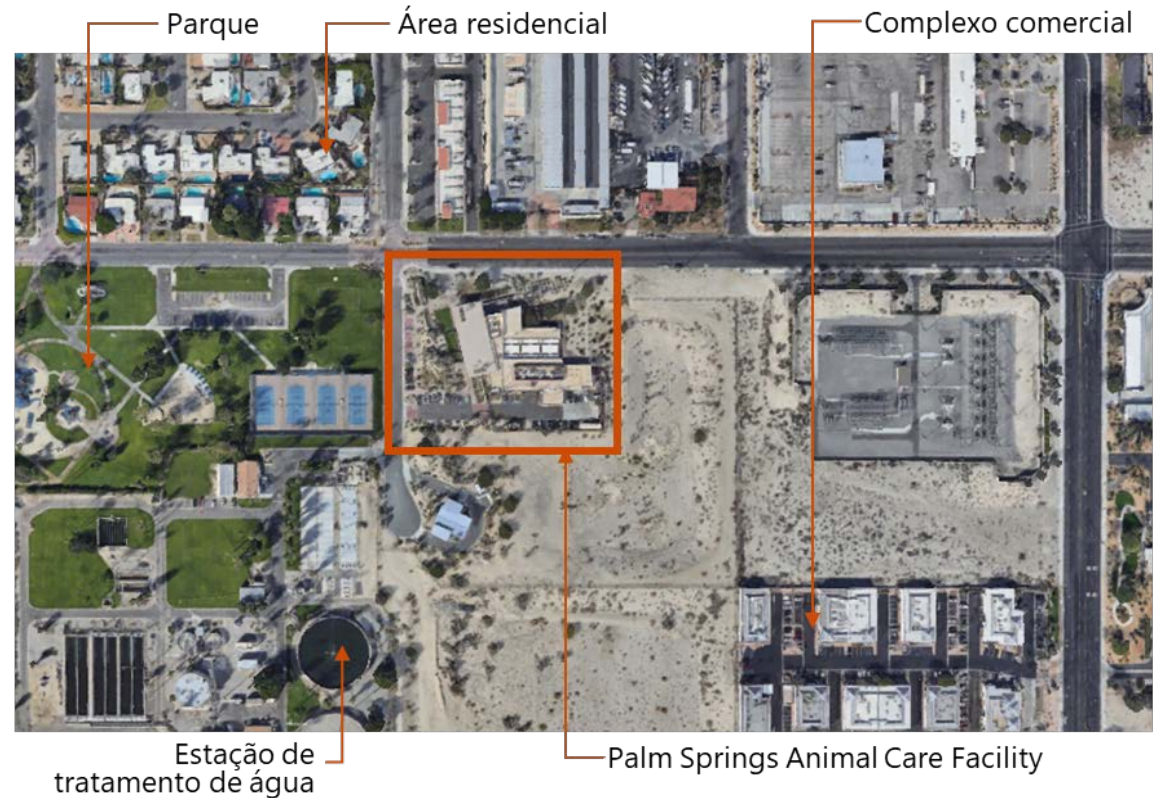 Parque
Área residencial
Complexo comercial
Estação de
tratamento de água
Palm Springs Animal Care Facility